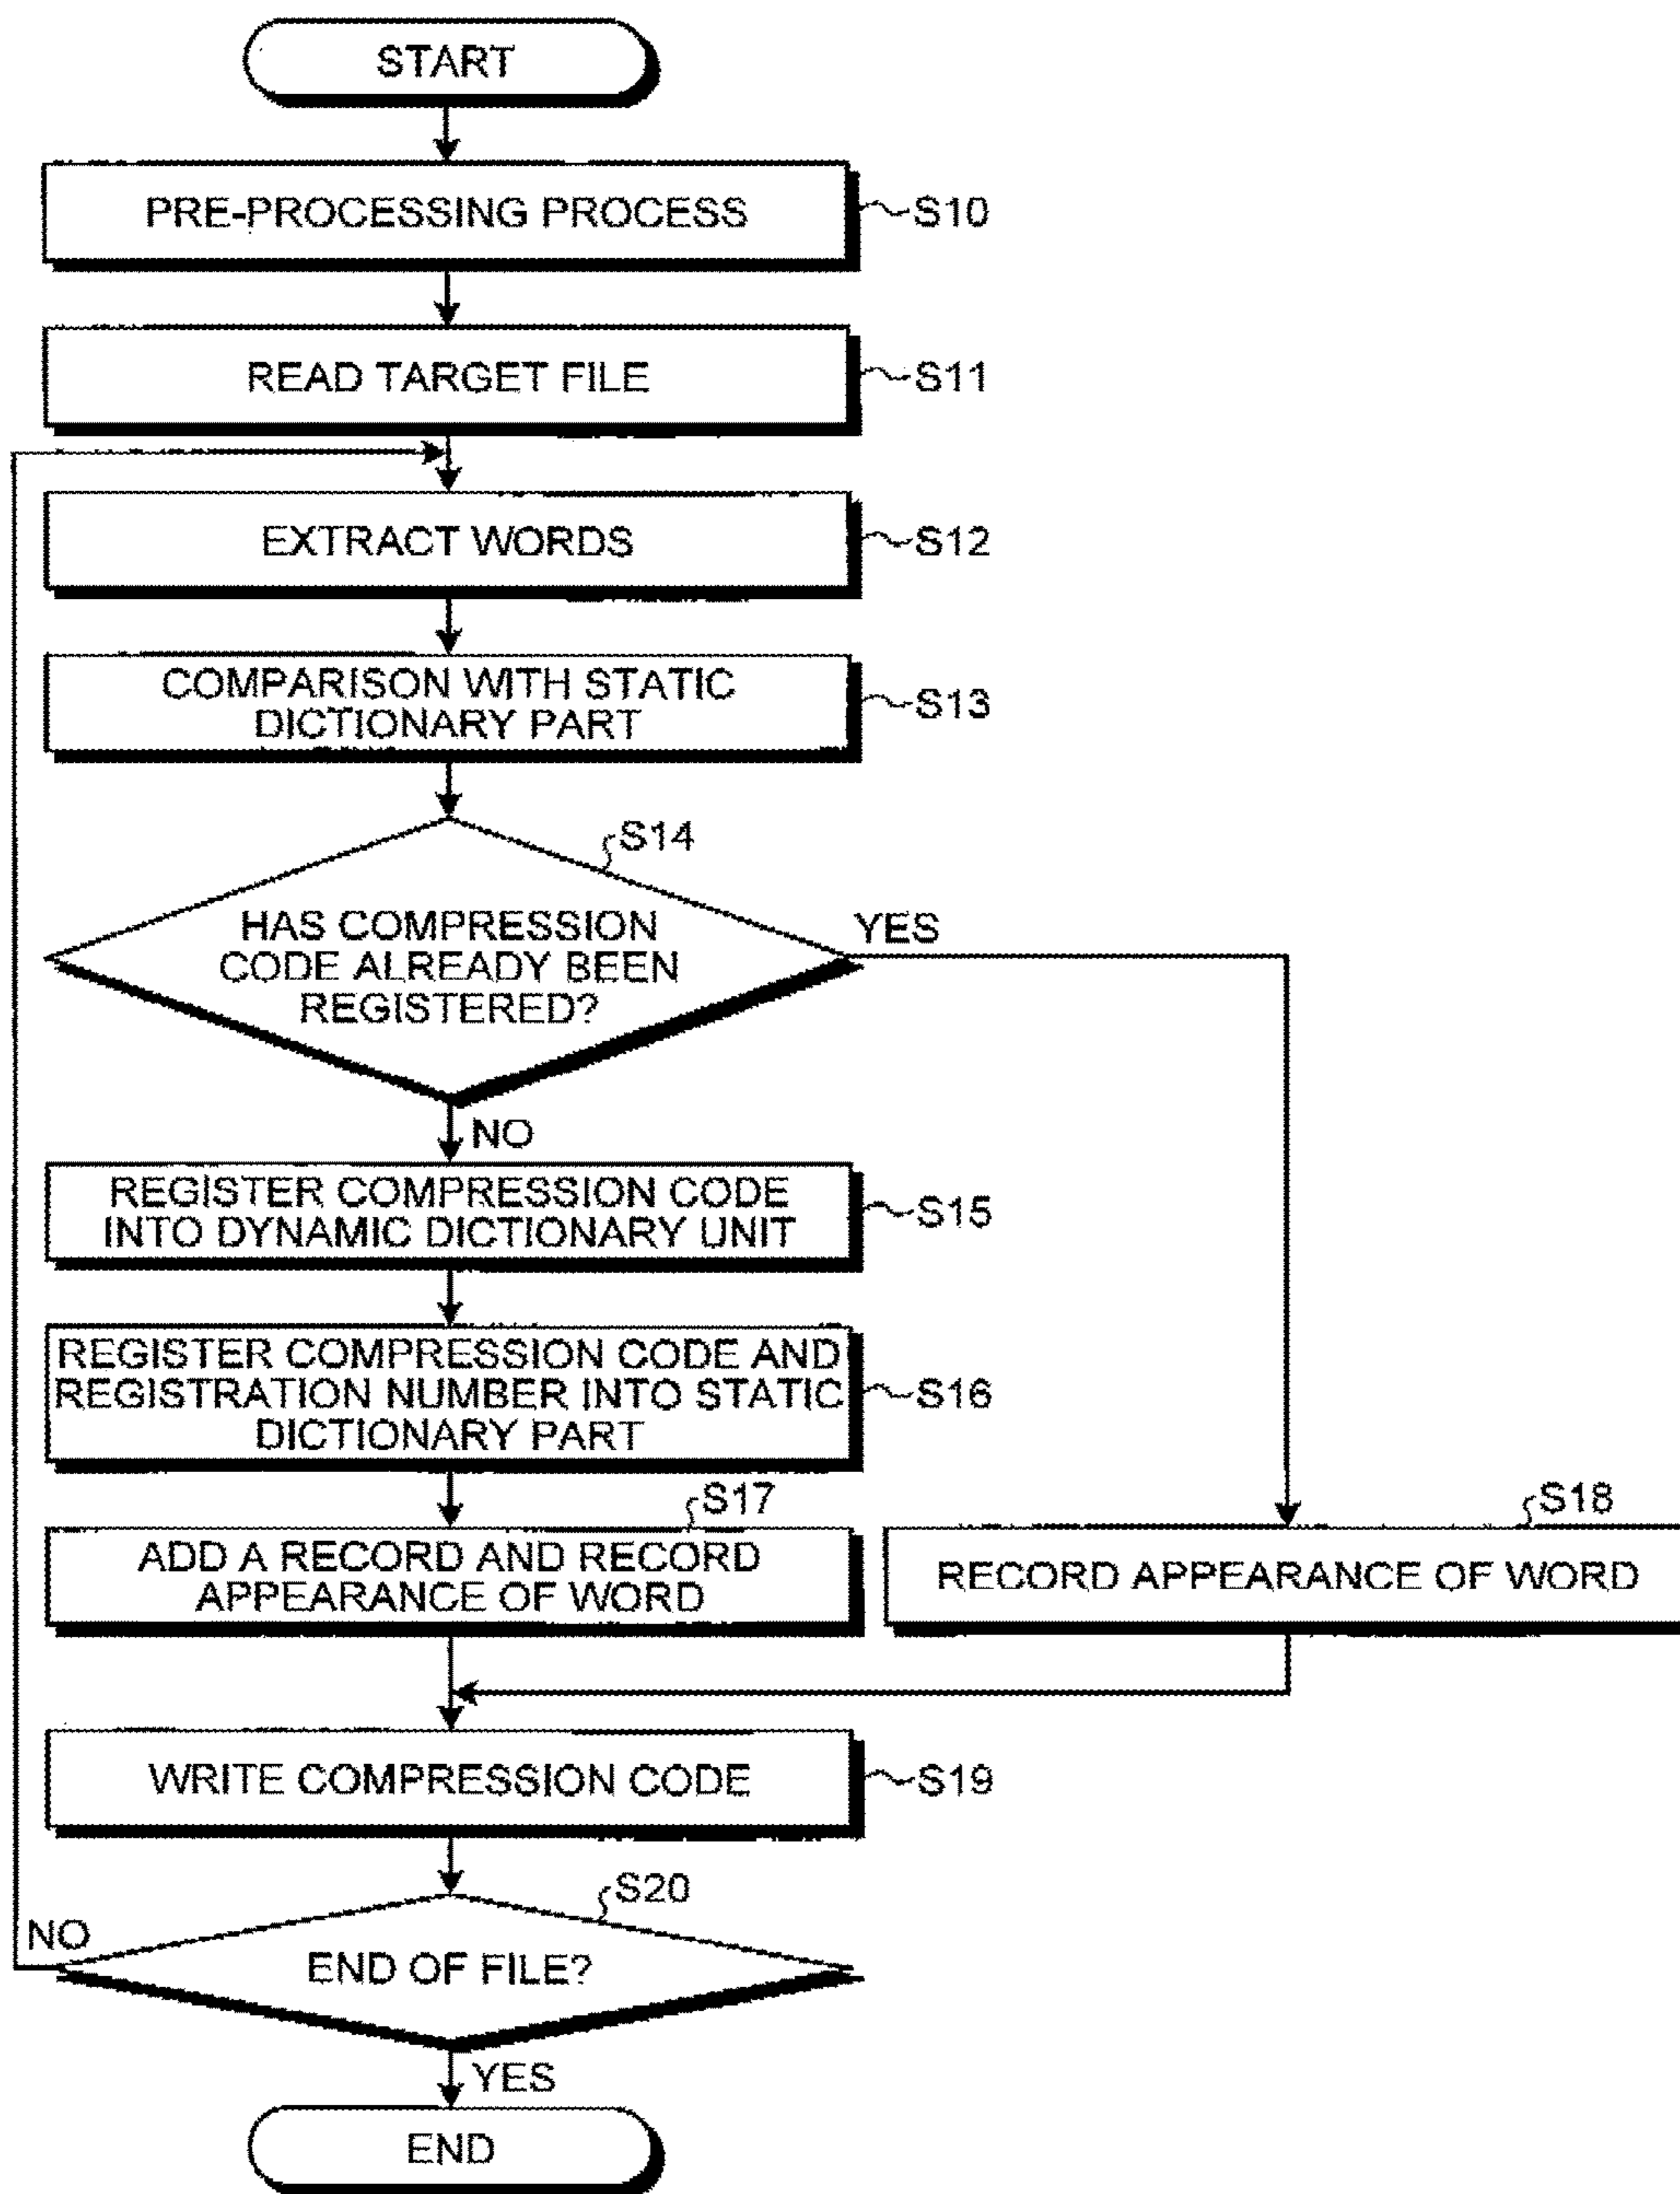 START
PRE-PROCESSING PROCESS
S10
READ TARGET FILE
S11
EXTRACT WORDS
S12
COMPARISON WITH STATIC
DICTIONARY PART
S13
S14
HAS COMPRESSION
CODE ALREADY BEEN
REGISTERED?
YES
NO
REGISTER COMPRESSION CODE
INTO DYNAMIC DICTIONARY UNIT
S15
REGISTER COMPRESSION CODE AND
REGISTRATION NUMBER INTO STATIC
DICTIONARY PART
S16
S17
ADD A RECORD AND RECORD
APPEARANCE OF WORD
S18
RECORD APPEARANCE OF WORD
WRITE COMPRESSION CODE
S19
S20
NO
END OF FILE?
YES
END